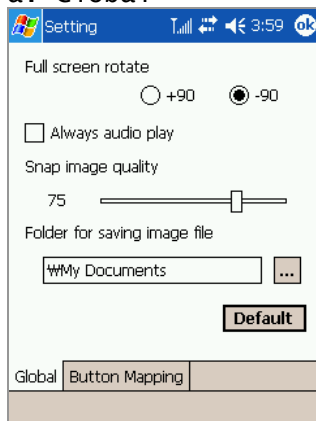 a. Global
Setting 3:59 ok
Full screen rotate
+90 -90
Always audio play
Snap image quality
75
Folder for saving image file
₩My Documents ...
Default
Global Button Mapping